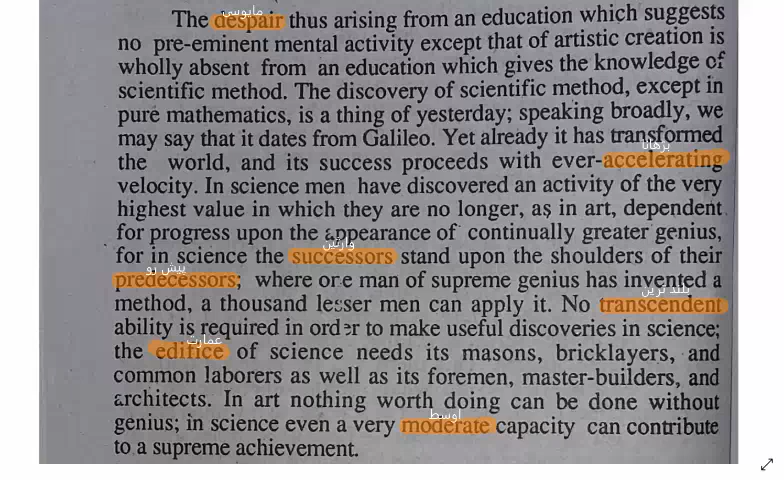 مایوسی
The despair thus arising from an education which suggests
no pre-eminent mental activity except that of artistic creation is
wholly absent from an education which gives the knowledge of
scientific method. The discovery of scientific method, except in
pure mathematics, is a thing of yesterday; speaking broadly, we
may say that it dates from Galileo. Yet already it has transformed
بڑھانا
the world, and its success proceeds with ever-accelerating
velocity. In science men have discovered an activity of the very
highest value in which they are no longer, as in art, dependent
for progress upon the appearance of continually greater genius,
وارثین
for in science the successors stand upon the shoulders of their
پیش رو
predecessors; where one man of supreme genius has invented a
بلند ترین
method, a thousand lesser men can apply it. No transcendent
ability is required in order to make useful discoveries in science;
عمارت
the edifice of science needs its masons, bricklayers, and
common laborers as well as its foremen, master-builders, and
architects. In art nothing worth doing can be done without
اوسط
genius; in science even a very moderate capacity can contribute
to a supreme achievement.